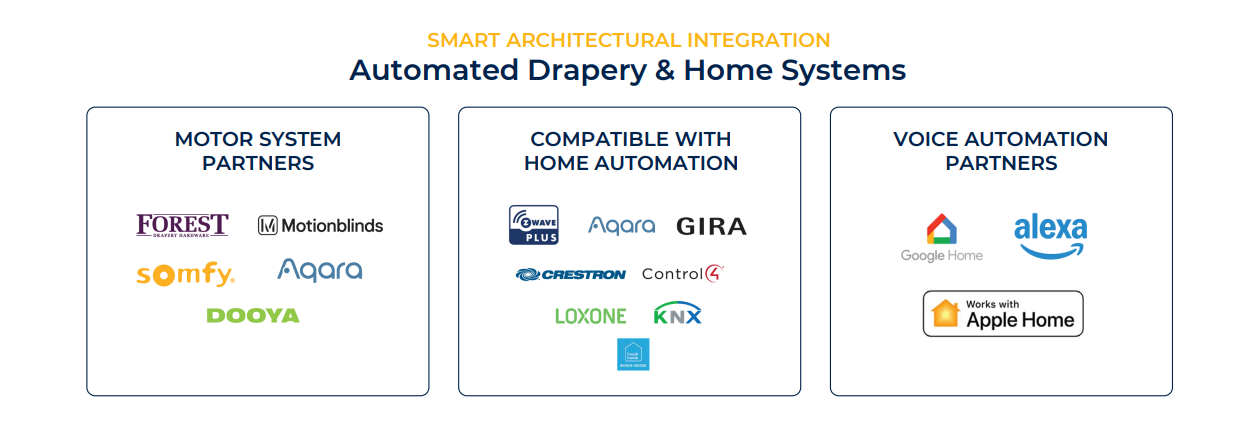 SMART ARCHITECTURAL INTEGRATION
Automated Drapery & Home Systems
MOTOR SYSTEM
PARTNERS
FOREST
DRAPERY HARDWARE
Motionblinds
somfy®
Aqara
DOOYA
COMPATIBLE WITH
HOME AUTOMATION
Z WAVE
PLUS
Aqara
GIRA
CRESTRON
Control4
LOXONE
KNX
BUSCH-JAEGER
VOICE AUTOMATION
PARTNERS
Google Home
alexa
Works with
Apple Home